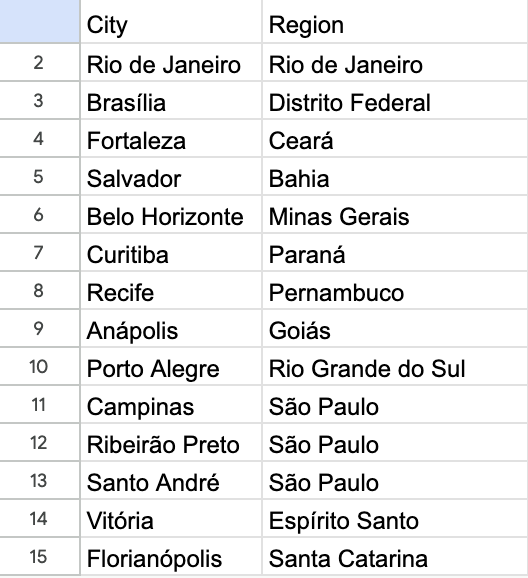 City Region
2 Rio de Janeiro Rio de Janeiro
3 Brasília Distrito Federal
4 Fortaleza Ceará
5 Salvador Bahia
6 Belo Horizonte Minas Gerais
7 Curitiba Paraná
8 Recife Pernambuco
9 Anápolis Goiás
10 Porto Alegre Rio Grande do Sul
11 Campinas São Paulo
12 Ribeirão Preto São Paulo
13 Santo André São Paulo
14 Vitória Espírito Santo
15 Florianópolis Santa Catarina